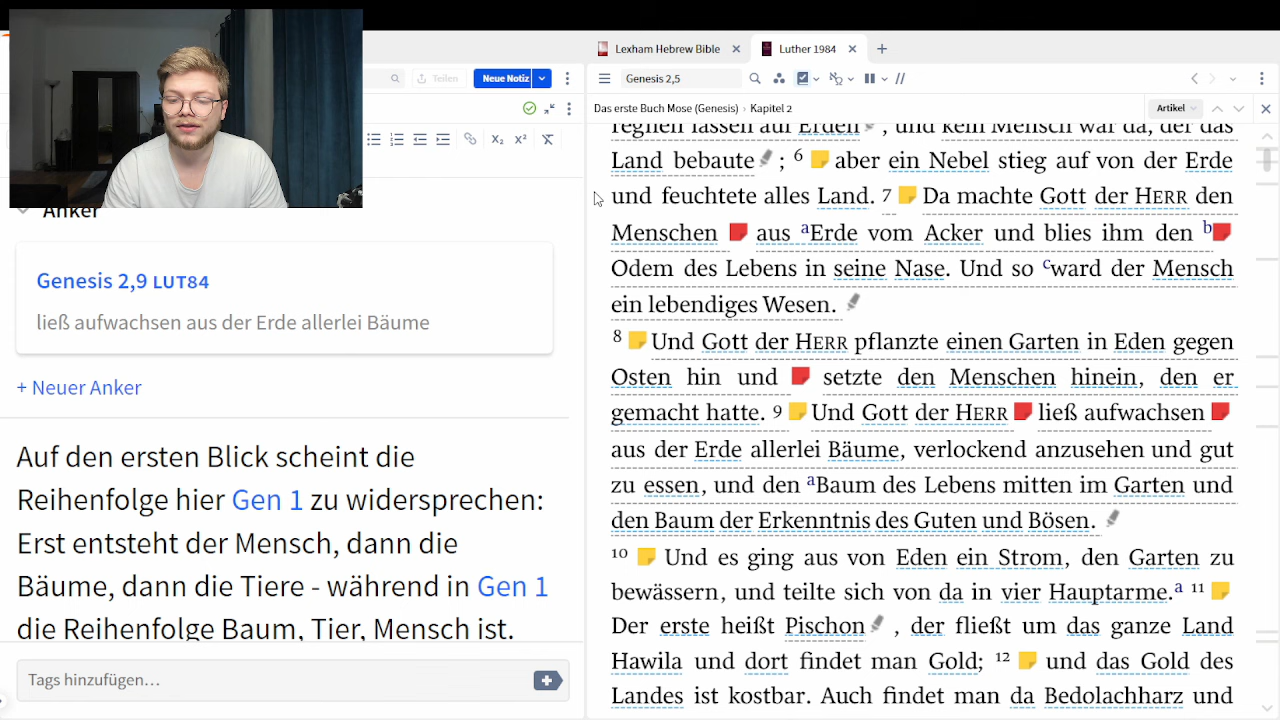 Lexham Hebrew Bible
Luther 1984
Teilen
Neue Notiz
Genesis 2,5
Das erste Buch Mose (Genesis) › Kapitel 2
Artikel
Anker
Genesis 2,9 LUT84
ließ aufwachsen aus der Erde allerlei Bäume
+ Neuer Anker
Auf den ersten Blick scheint die
Reihenfolge hier Gen 1 zu widersprechen:
Erst entsteht der Mensch, dann die
Bäume, dann die Tiere - während in Gen 1
die Reihenfolge Baum, Tier, Mensch ist.
Tags hinzufügen…
regnen lassen auf Erden , und kein Mensch war da, der das
Land bebaute ; 6 aber ein Nebel stieg auf von der Erde
und feuchtete alles Land. 7 Da machte Gott der HERR den
Menschen aus aErde vom Acker und blies ihm den b
Odem des Lebens in seine Nase. Und so cward der Mensch
ein lebendiges Wesen.
8 Und Gott der HERR pflanzte einen Garten in Eden gegen
Osten hin und setzte den Menschen hinein, den er
gemacht hatte. 9 Und Gott der HERR ließ aufwachsen
aus der Erde allerlei Bäume, verlockend anzusehen und gut
zu essen, und den aBaum des Lebens mitten im Garten und
den Baum der Erkenntnis des Guten und Bösen.
10 Und es ging aus von Eden ein Strom, den Garten zu
bewässern, und teilte sich von da in vier Hauptarme.a 11
Der erste heißt Pischon , der fließt um das ganze Land
Hawila und dort findet man Gold; 12 und das Gold des
Landes ist kostbar. Auch findet man da Bedolachharz und